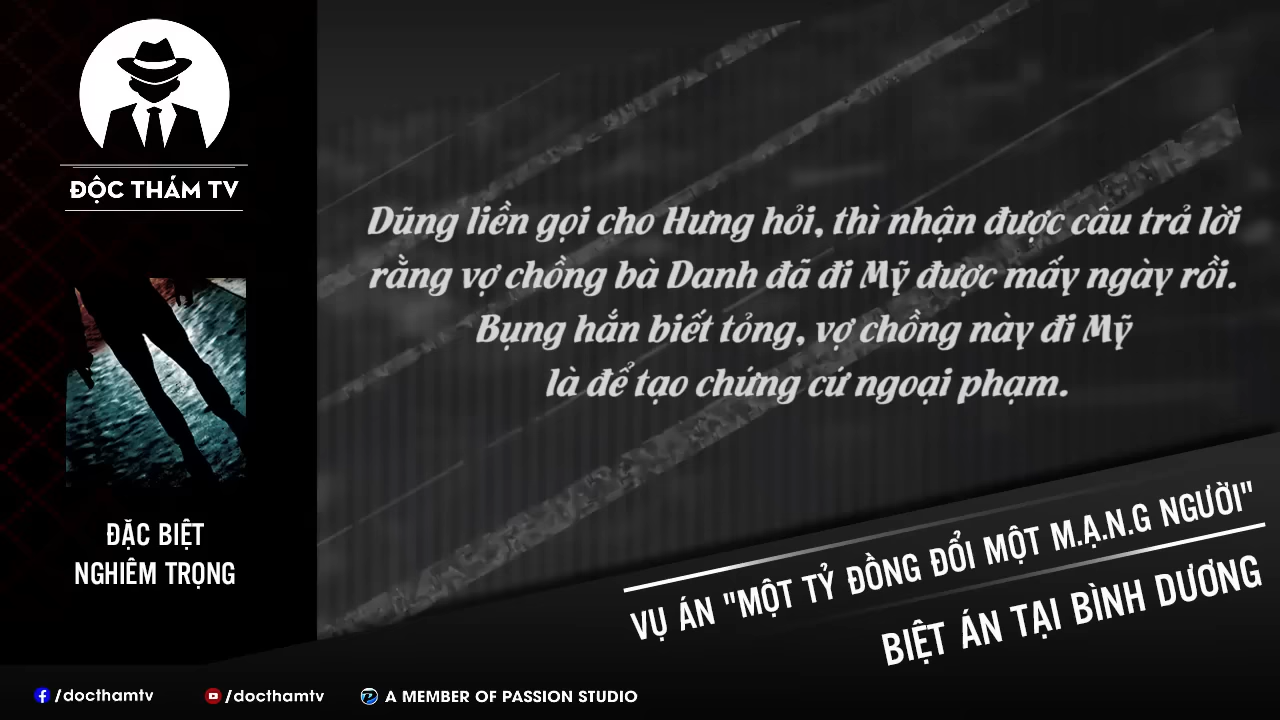 ĐỘC THÁM TV
Dũng liền gọi cho Hưng hỏi, thì nhận được câu trả lời
rằng vợ chồng bà Danh đã đi Mỹ được mấy ngày rồi.
Bụng hắn biết tỏng, vợ chồng này đi Mỹ
là để tạo chứng cứ ngoại phạm.
ĐẶC BIỆT
NGHIÊM TRỌNG
VỤ ÁN "MỘT TỶ ĐỒNG ĐỔI MỘT M.Ạ.N.G NGƯỜI"
BIỆT ÁN TẠI BÌNH DƯƠNG
/docthamtv
/docthamtv
A MEMBER OF PASSION STUDIO